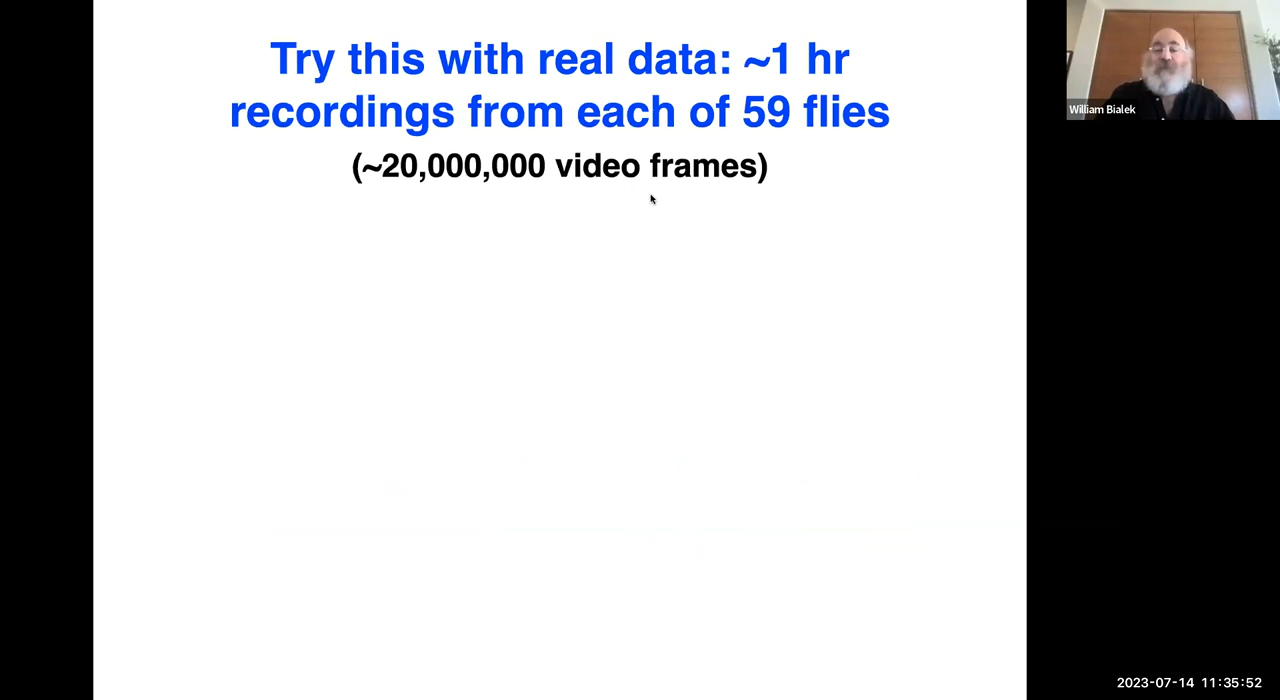 Try this with real data: ~1 hr
recordings from each of 59 flies
(~20,000,000 video frames)
William Bialek
2023-07-14 11:35:52